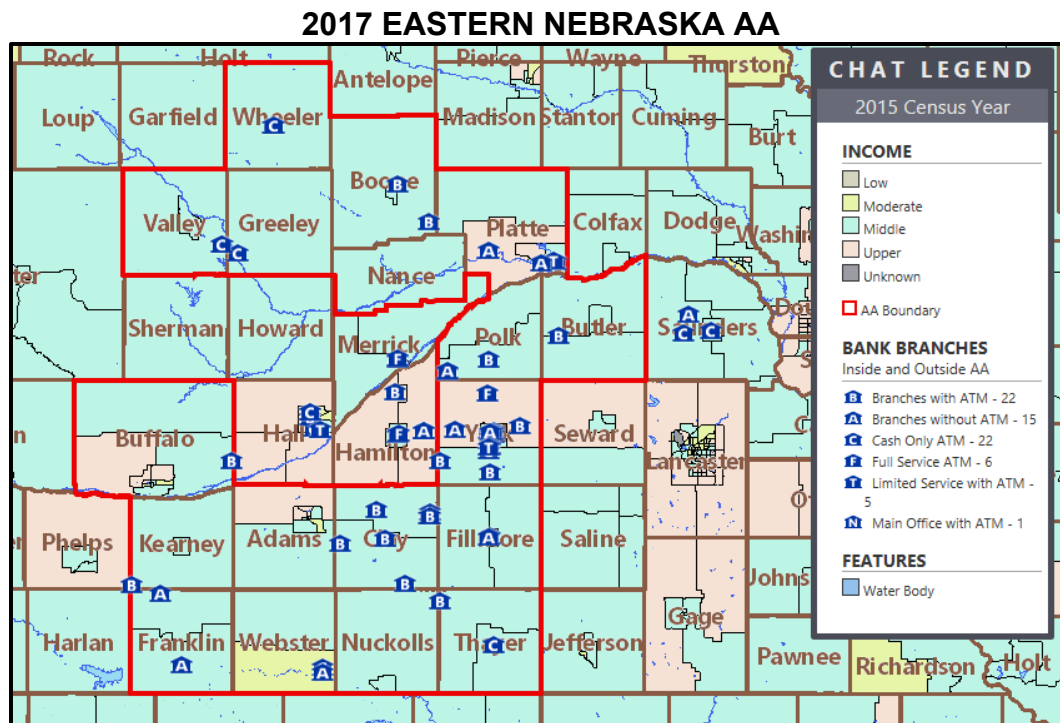 2017 EASTERN NEBRASKA AA
Rock
Holt
Pierce
Wayne
Thurston
Antelope
Loup
Garfield
Wheeler
Madison
Stanton
Cuming
Burt
Boone
Valley
Greeley
Platte
Colfax
Dodge
Washin
ter
Nance
Sherman
Howard
Merrick
Polk
Butler
Saunders
Dou
S
n
Buffalo
Hall
Hamilton
York
Seward
Lancaster
C
O
Phelps
Kearney
Adams
Clay
Fillmore
Saline
Johns
Gage
Harlan
Franklin
Webster
Nuckolls
Thayer
Jefferson
Pawnee
Richardson
Holt
CHAT LEGEND
2015 Census Year
INCOME
Low
Moderate
Middle
Upper
Unknown
AA Boundary
BANK BRANCHES
Inside and Outside AA
B Branches with ATM - 22
A Branches without ATM - 15
C Cash Only ATM - 22
F Full Service ATM - 6
T Limited Service with ATM -
5
N Main Office with ATM - 1
FEATURES
Water Body